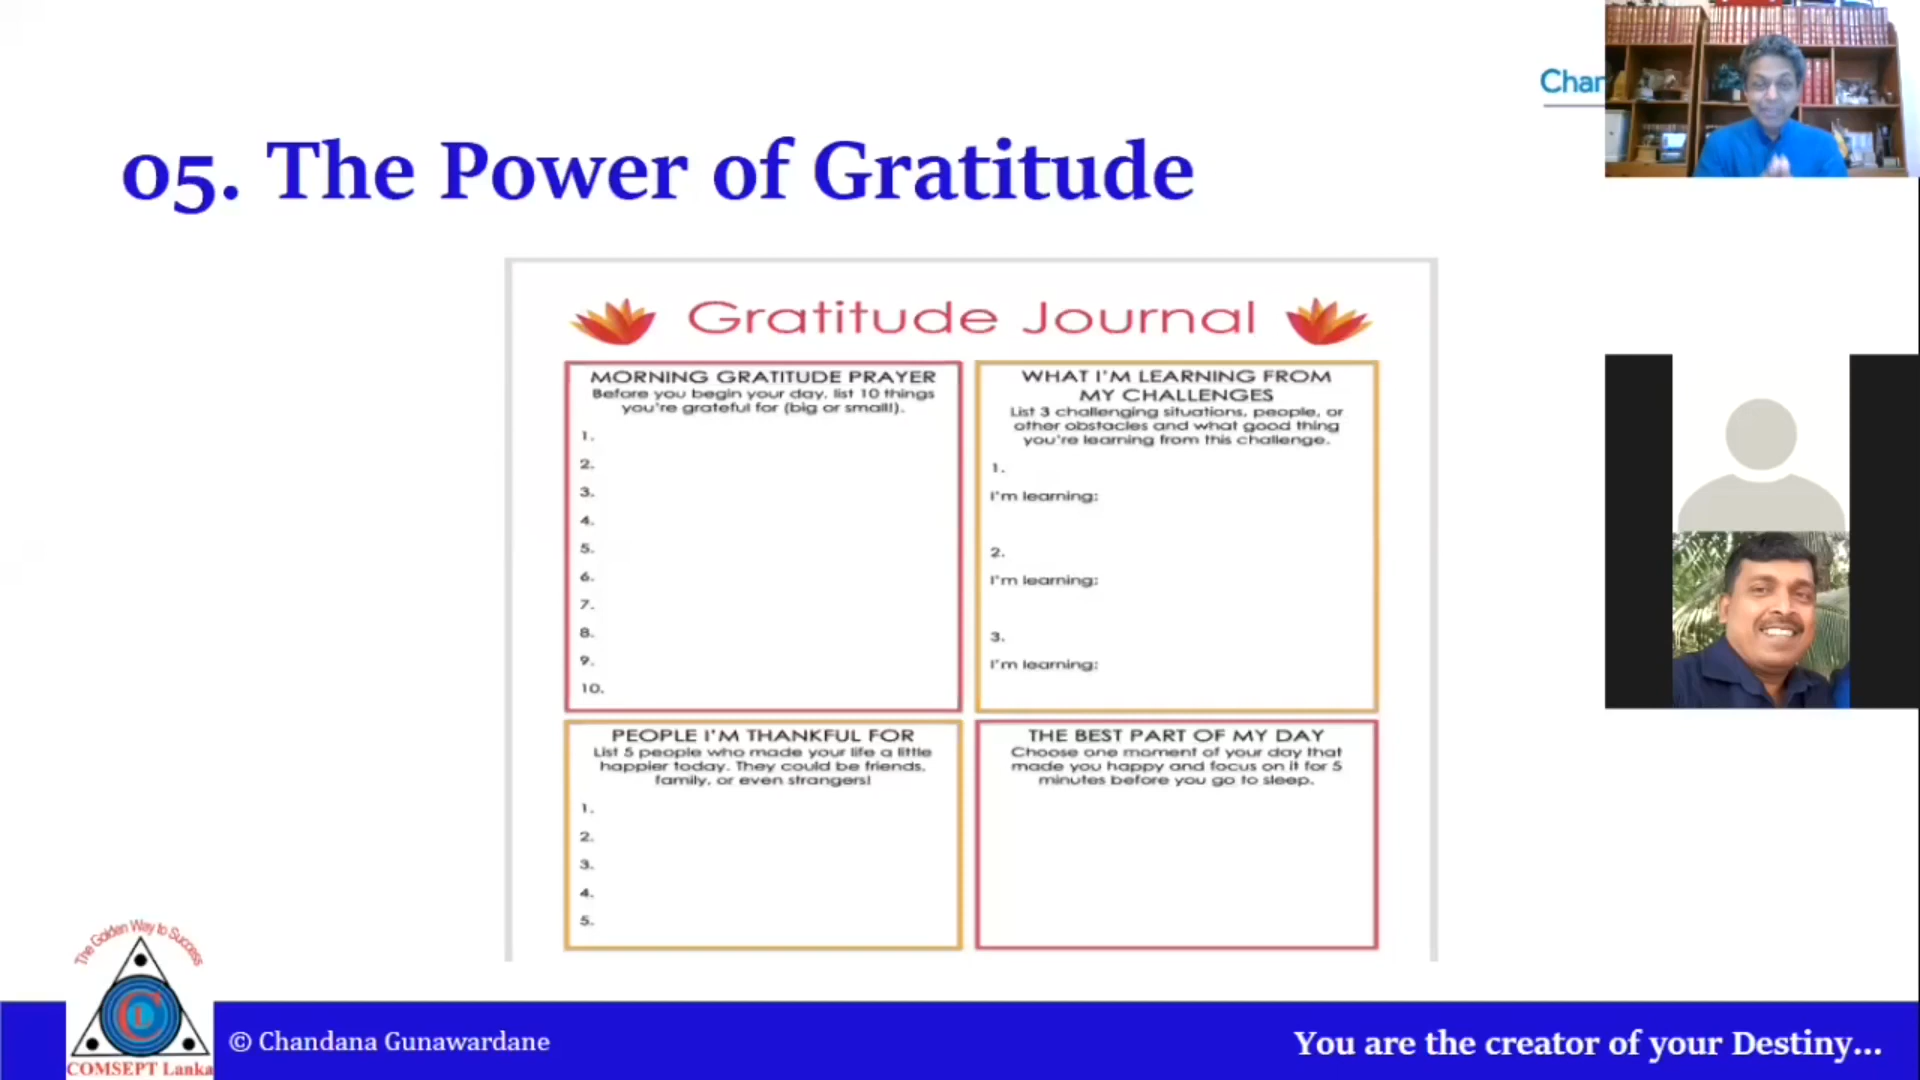 Chan
05. The Power of Gratitude
Gratitude Journal
MORNING GRATITUDE PRAYER
Before you begin your day, list 10 things
you're grateful for (big or small!).
1.
2.
3.
4.
5.
6.
7.
8.
9.
10.
WHAT I'M LEARNING FROM
MY CHALLENGES
List 3 challenging situations, people, or
other obstacles and what good thing
you're learning from this challenge.
1.
I'm learning:
2.
I'm learning:
3.
I'm learning:
PEOPLE I'M THANKFUL FOR
List 5 people who made your life a little
happier today. They could be friends,
family, or even strangers!
1.
2.
3.
4.
5.
THE BEST PART OF MY DAY
Choose one moment of your day that
made you happy and focus on it for 5
minutes before you go to sleep.
The Golden Way to Success
COMSEPT Lanka
© Chandana Gunawardane
You are the creator of your Destiny...